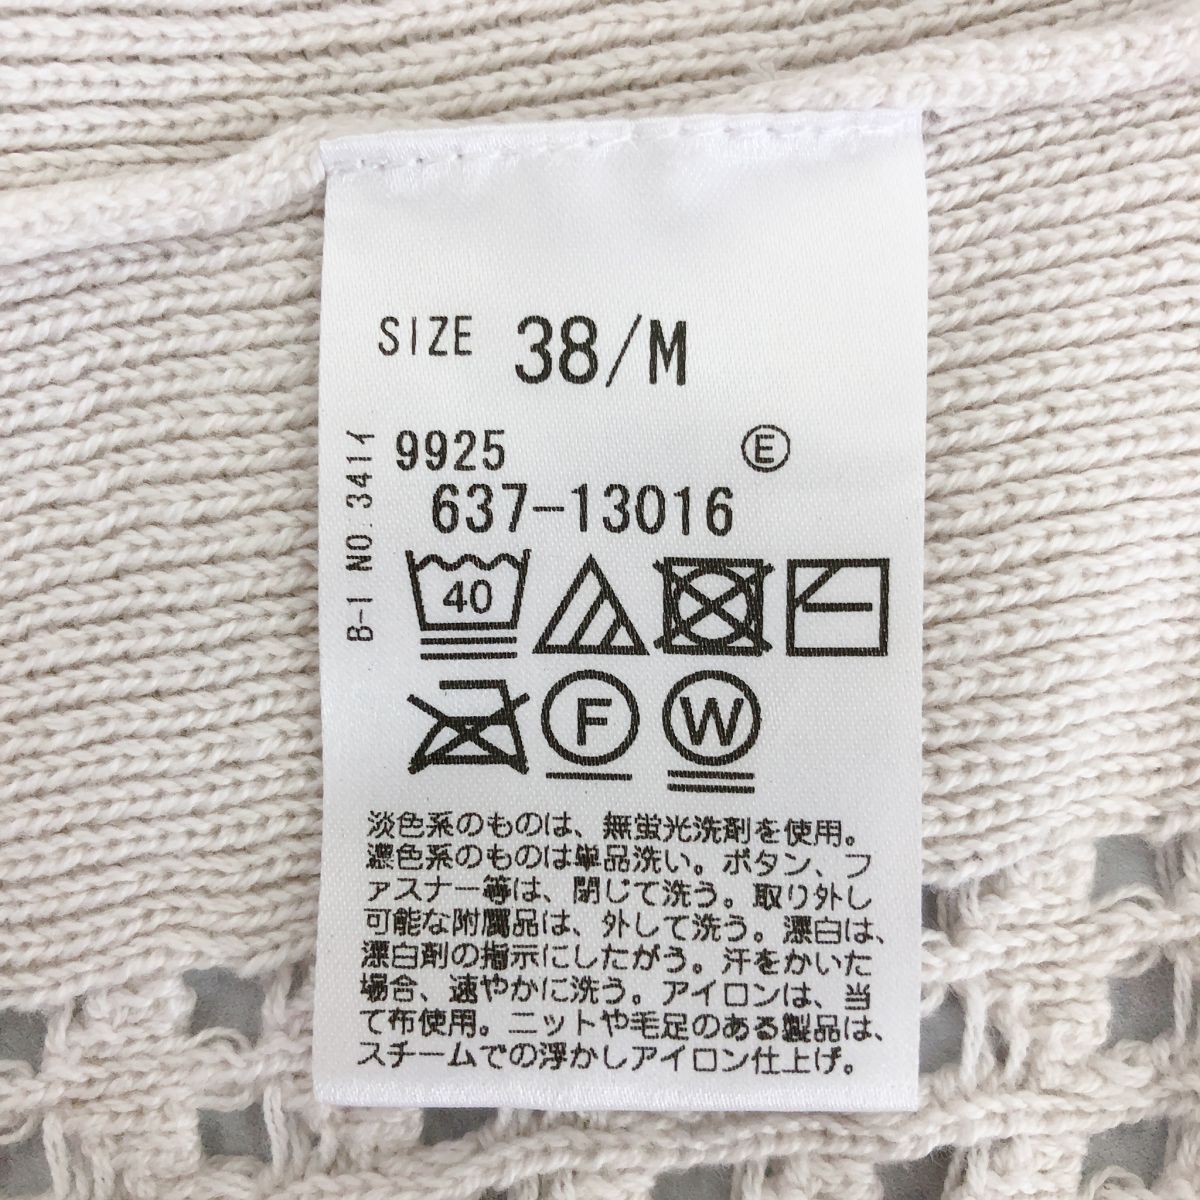 SIZE 38/M
9925 Ⓔ
637-13016
B-1 NO.341イ
40
F W
淡色系のものは、無蛍光洗剤を使用。
濃色系のものは単品洗い。ボタン、フ
ァスナー等は、閉じて洗う。取り外し
可能な附属品は、外して洗う。漂白は、
漂白剤の指示にしたがう。汗をかいた
場合、速やかに洗う。アイロンは、当
て布使用。ニットや毛足のある製品は、
スチームでの浮かしアイロン仕上げ。